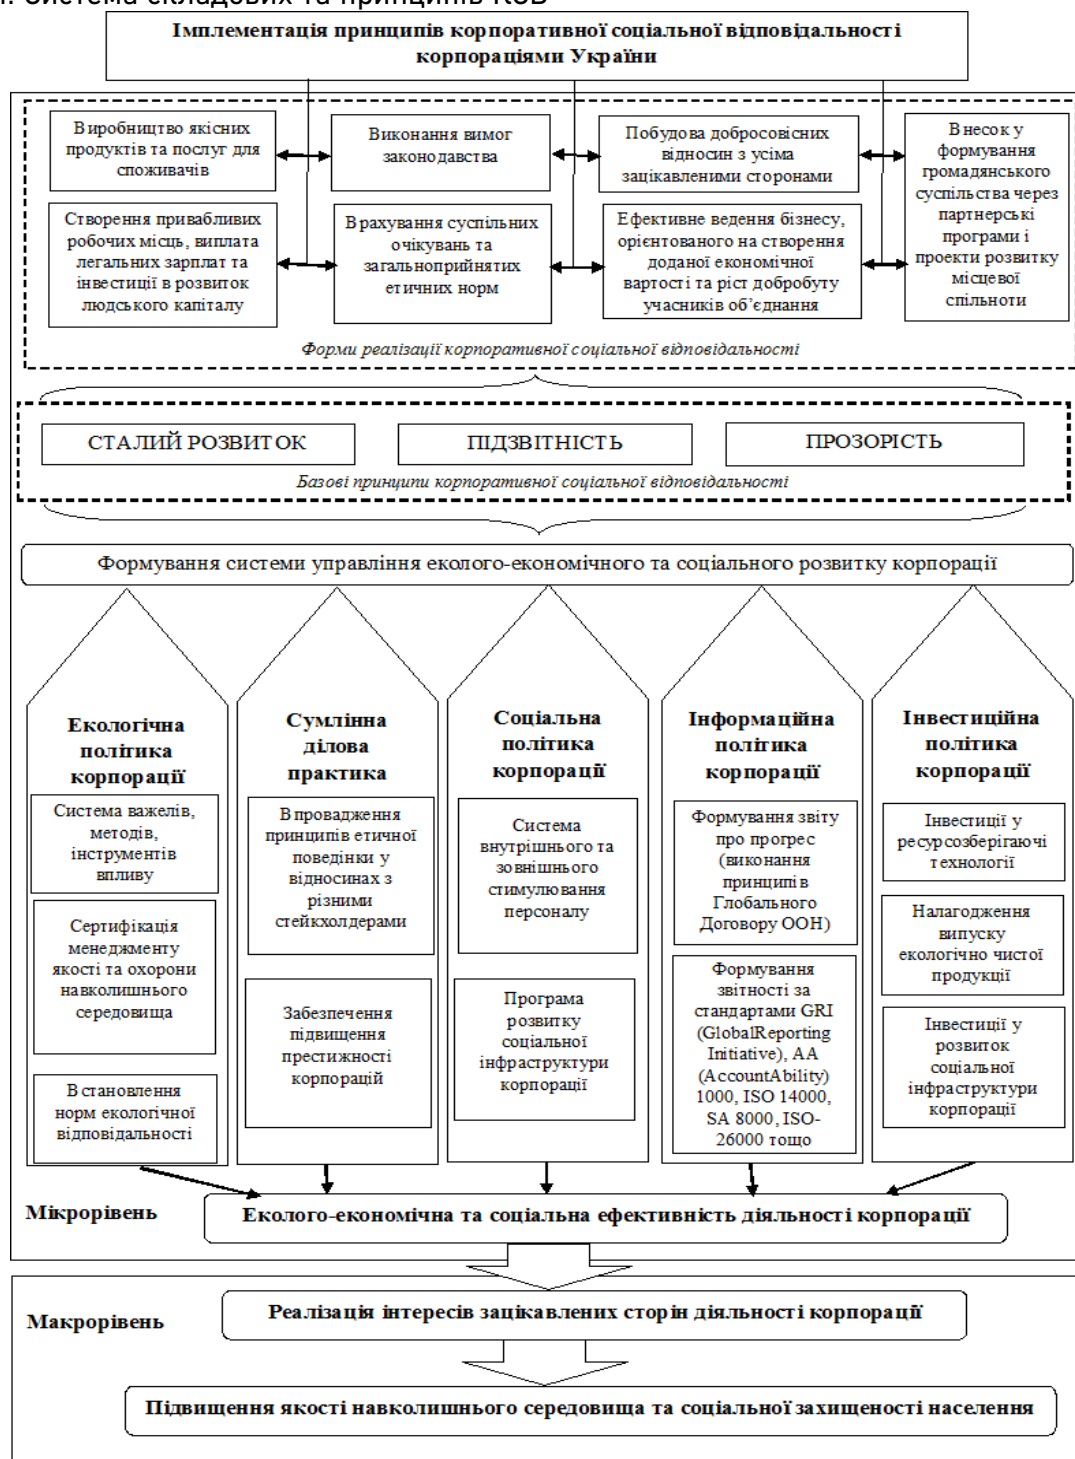 . Система складових та принципів КСВ
Імплементація принципів корпоративної соціальної відповідальності
корпораціями України
Виробництво якісних
продуктів та послуг для
споживачів
Виконання вимог
законодавства
Побудова добросовісних
відносин з усіма
зацікавленими сторонами
Внесок у
формування
громадянського
суспільства через
партнерські
програми і
проекти розвитку
місцевої
спільноти
Створення привабливих
робочих місць, виплата
легальних зарплат та
інвестиції в розвиток
людського капіталу
Врахування суспільних
очікувань та
загальноприйнятих
етичних норм
Ефективне ведення бізнесу,
орієнтованого на створення
доданої економічної
вартості та ріст добробуту
учасників об’єднання
Форми реалізації корпоративної соціальної відповідальності
СТАЛИЙ РОЗВИТОК
ПІДЗВІТНІСТЬ
ПРОЗОРІСТЬ
Базові принципи корпоративної соціальної відповідальності
Формування системи управління еколого-економічного та соціального розвитку корпорації
Екологічна
політика
корпорації
Система важелів,
методів,
інструментів
впливу
Сертифікація
менеджменту
якості та охорони
навколишнього
середовища
Встановлення
норм екологічної
відповідальності
Сумлінна
ділова
практика
Впровадження
принципів етичної
поведінки у
відносинах з
різними
стейкхолдерами
Забезпечення
підвищення
престижності
корпорацій
Соціальна
політика
корпорації
Система
внутрішнього та
зовнішнього
стимулювання
персоналу
Програма
розвитку
соціальної
інфраструктури
корпорації
Інформаційна
політика
корпорації
Формування звіту
про прогрес
(виконання
принципів
Глобального
Договору ООН)
Формування
звітності за
стандартами GRI
(GlobalReporting
Initiative), AA
(AccountAbility)
1000, ISO 14000,
SA 8000, ISO-
26000 тощо
Інвестиційна
політика
корпорації
Інвестиції у
ресурсозберігаючі
технології
Налагодження
випуску
екологічно чистої
продукції
Інвестиції у
розвиток
соціальної
інфраструктури
корпорації
Мікрорівень
Еколого-економічна та соціальна ефективність діяльності корпорації
Макрорівень
Реалізація інтересів зацікавлених сторін діяльності корпорації
Підвищення якості навколишнього середовища та соціальної захищеності населення